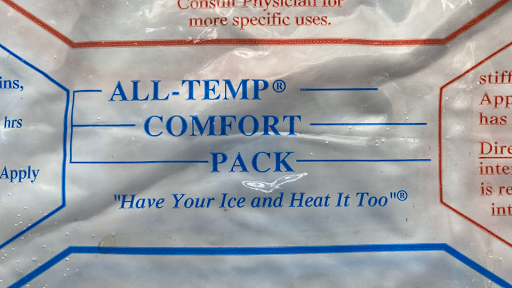 Consult Physician for
more specific uses.
ALL-TEMP®
COMFORT
PACK
"Have Your Ice and Heat It Too"®
ins,
hrs
Apply
stiff
App
has
Dire
inte
is re
int